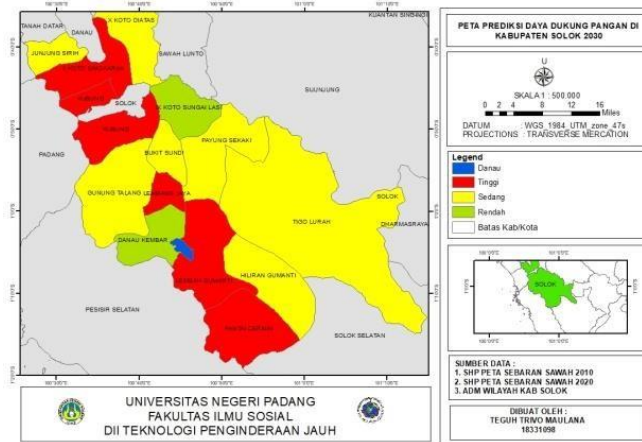 PETA PREDIKSI DAYA DUKUNG PANGAN DI
KABUPATEN SOLOK 2030
U
SKALA 1 : 500.000
0 2 4 8 12 16
Miles
DATUM : WGS_1984_UTM_zone_47s
PROJECTIONS : TRANSVERSE MERCATION
Legend
Danau
Tinggi
Sedang
Rendah
Batas Kab/Kota
SOLOK
SUMBER DATA :
1. SHP PETA SEBARAN SAWAH 2010
2. SHP PETA SEBARAN SAWAH 2020
3. ADM WILAYAH KAB SOLOK
DIBUAT OLEH :
TEGUH TRIVO MAULANA
18331098
TANAH DATAR
DANAU
X KOTO DIATAS
JUNJUNG SIRIH
SAWAH LUNTO
SIJUNJUNG
SOLOK
X KOTO SUNGAI LASI
PADANG
BUKIT SUNDI
PAYUNG SEKAKI
GUNUNG TALANG
TIGO LURAH
SOLOK
DHARMASRAYA
DANAU KEMBAR
HILIRAN GUMANTI
PESISIR SELATAN
SOLOK SELATAN
UNIVERSITAS NEGERI PADANG
FAKULTAS ILMU SOSIAL
DII TEKNOLOGI PENGINDERAAN JAUH